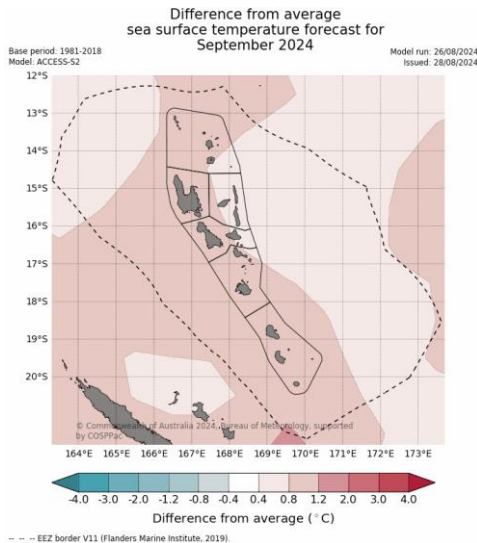 Difference from average
sea surface temperature forecast for
September 2024
Base period: 1981-2018
Model: ACCESS-S2
Model run: 26/08/2024
Issued: 28/08/2024
12°S
13°S
14°S
15°S
16°S
17°S
18°S
19°S
20°S
© Commonwealth of Australia 2024, Bureau of Meteorology, supported
by COSPPac
164°E 165°E 166°E 167°E 168°E 169°E 170°E 171°E 172°E 173°E
-4.0 -3.0 -2.0 -1.2 -0.8 -0.4 0.4 0.8 1.2 2.0 3.0 4.0
Difference from average (°C)
-- -- -- EEZ border V11 (Flanders Marine Institute, 2019).